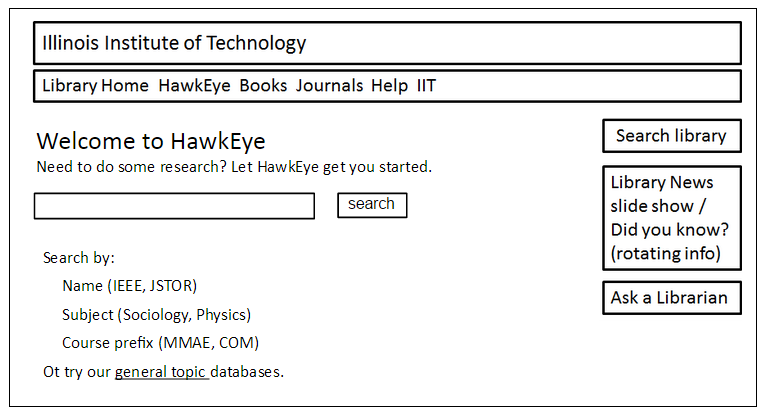 Illinois Institute of Technology
Library Home HawkEye Books Journals Help IIT
Welcome to HawkEye
Need to do some research? Let HawkEye get you started.
search
Search by:
Name (IEEE, JSTOR)
Subject (Sociology, Physics)
Course prefix (MMAE, COM)
Ot try our general topic databases.
Search library
Library News
slide show /
Did you know?
(rotating info)
Ask a Librarian